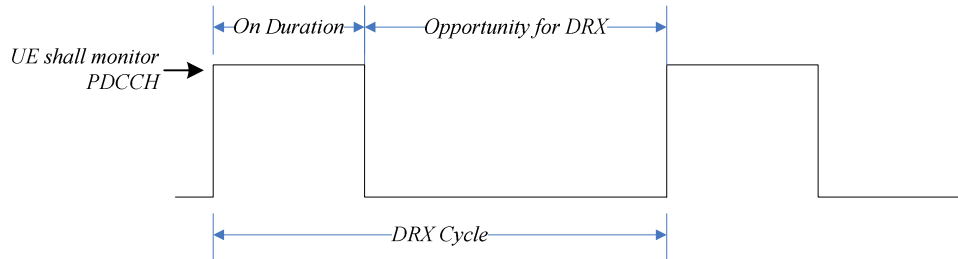 On Duration
Opportunity for DRX
UE shall monitor
PDCCH
DRX Cycle